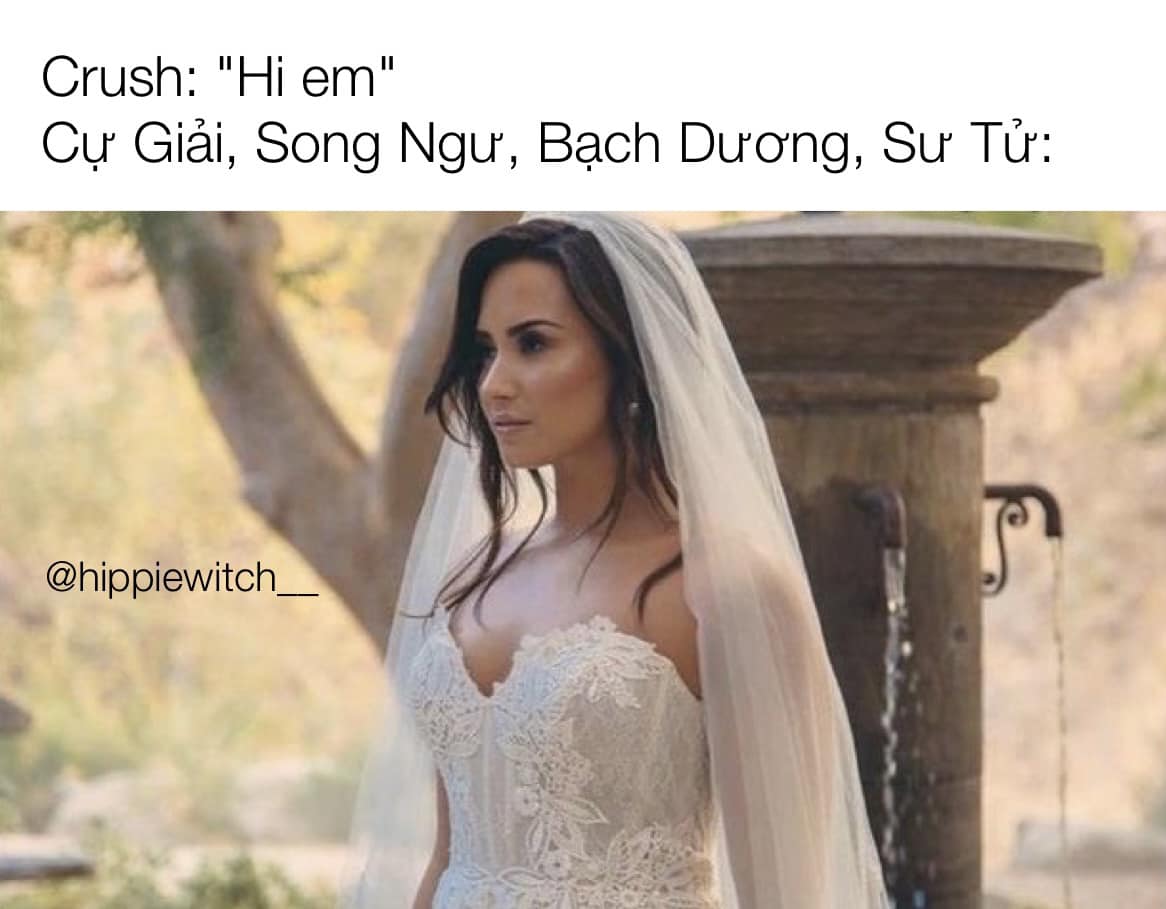 Crush: "Hi em"
Cự Giải, Song Ngư, Bạch Dương, Sư Tử:
@hippiewitch__